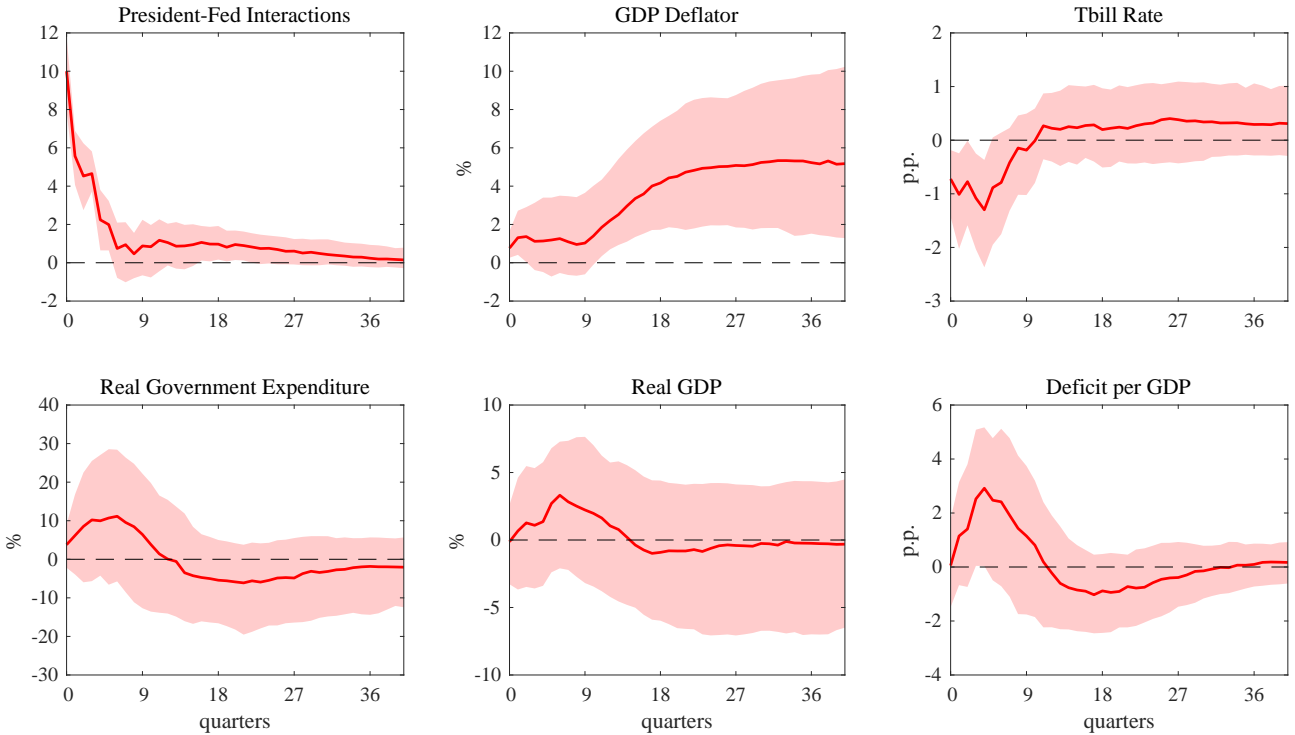 President-Fed Interactions
12
10
8
6
4
2
0
-2
0 9 18 27 36
GDP Deflator
%
12
10
8
6
4
2
0
-2
0 9 18 27 36
Tbill Rate
p.p.
2
1
0
-1
-2
-3
0 9 18 27 36
Real Government Expenditure
%
40
30
20
10
0
-10
-20
-30
0 9 18 27 36
quarters
Real GDP
%
10
5
0
-5
-10
0 9 18 27 36
quarters
Deficit per GDP
p.p.
6
4
2
0
-2
-4
0 9 18 27 36
quarters